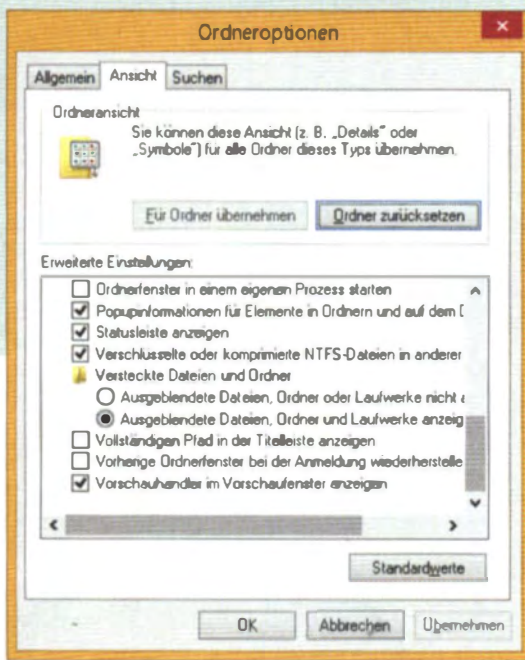 Ordneroptionen
Allgemein Ansicht Suchen
Ordneransicht
Sie können diese Ansicht (z. B. „Details“ oder
„Symbole“) für alle Ordner dieses Typs übernehmen.
Für Ordner übernehmen Ordner zurücksetzen
Erweiterte Einstellungen:
Ordnerfenster in einem eigenen Prozess starten
Popupinformationen für Elemente in Ordnern und auf dem D
Statusleiste anzeigen
Verschlüsselte oder komprimierte NTFS-Dateien in anderer
Versteckte Dateien und Ordner
Ausgeblendete Dateien, Ordner oder Laufwerke nicht a
Ausgeblendete Dateien, Ordner und Laufwerke anzeig
Vollständigen Pfad in der Titelleiste anzeigen
Vorherige Ordnerfenster bei der Anmeldung wiederherstelle
Vorschauhandler im Vorschaufenster anzeigen
Standardwerte
OK Abbrechen Übernehmen